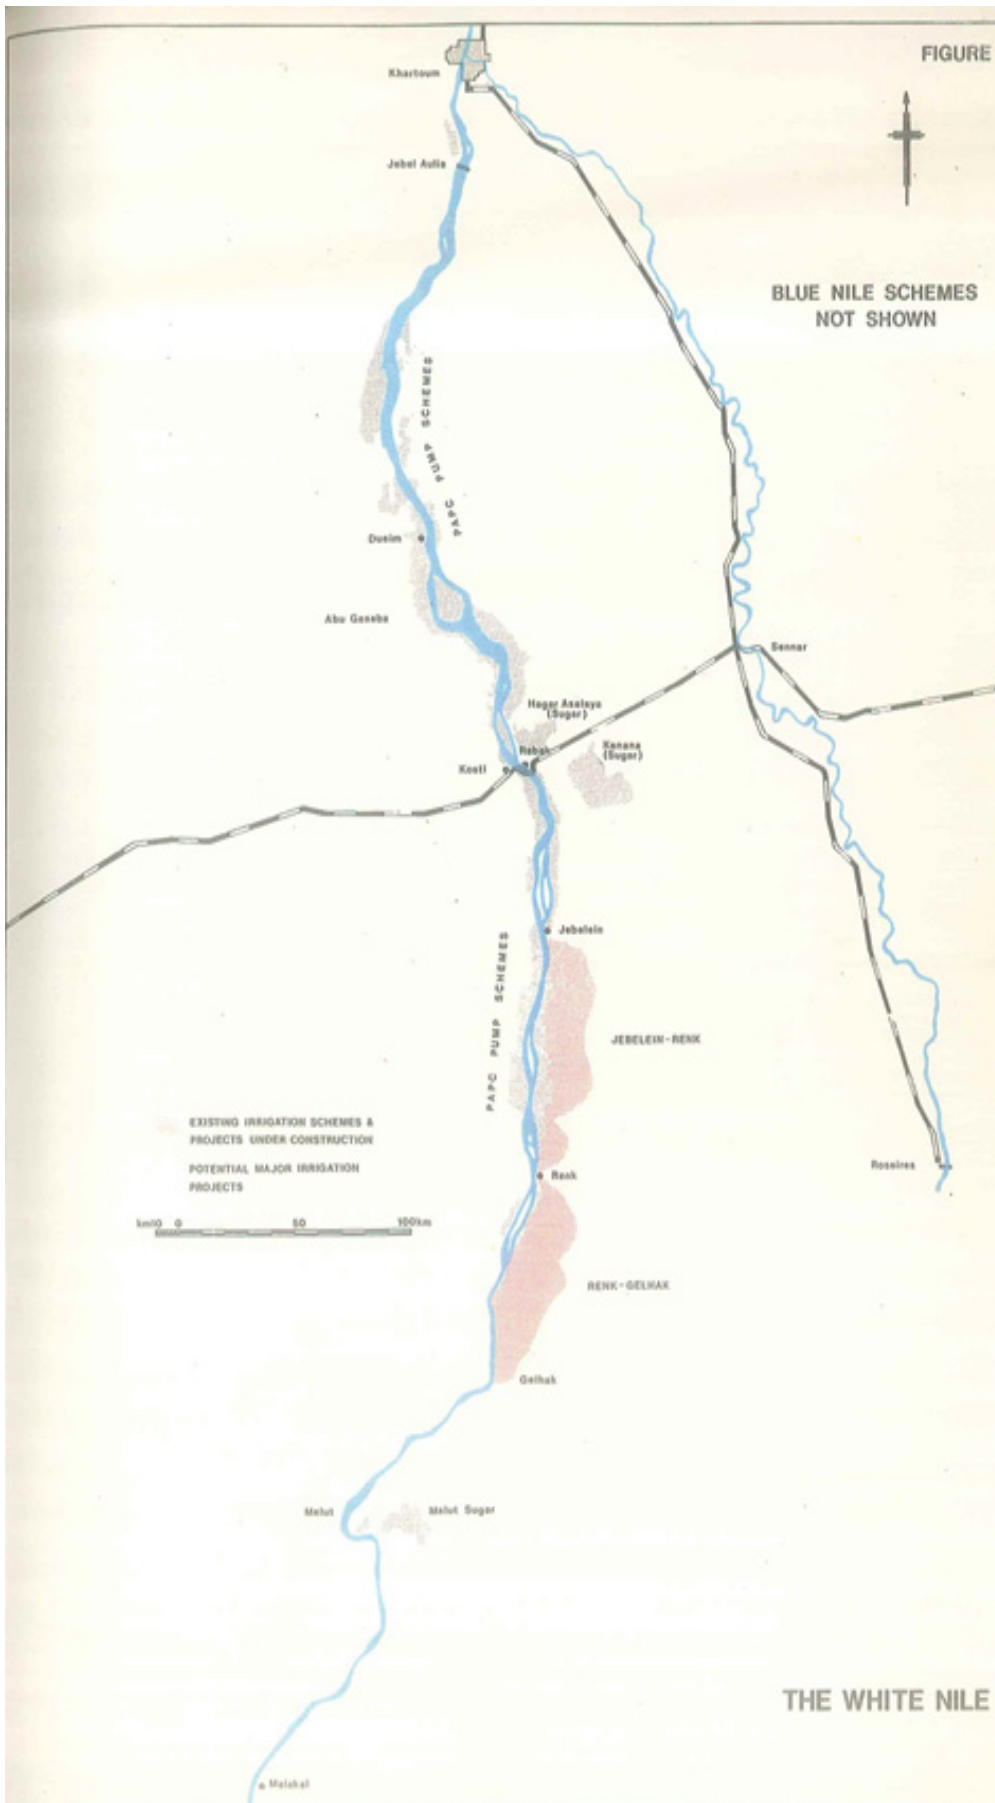 FIGURE
Khartoum
Jebel Aulia
BLUE NILE SCHEMES
NOT SHOWN
PAPC PUMP SCHEMES
PAPC
Dueim
Abu Ganeba
Sennar
Hagar Asalaya
(Sugar)
Rabak
Kenana
(Sugar)
Kosti
Jebelein
PAPC PUMP SCHEMES
JEBELEIN-RENK
EXISTING IRRIGATION SCHEMES &
PROJECTS UNDER CONSTRUCTION
POTENTIAL MAJOR IRRIGATION
PROJECTS
Roseires
Renk
km10 0 50 100km
RENK-GELHAK
Gelhak
Melut
Melut Sugar
THE WHITE NILE
Malakal